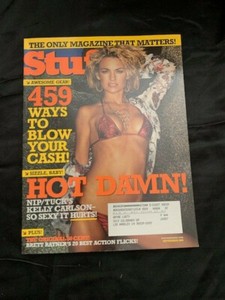 THE ONLY MAGAZINE THAT MATTERS!
Stuff
AWESOME GEAR!
459
WAYS
TO
BLOW
YOUR
CASH!
SIZZLE, BABY!
HOT DAMN!
NIP/TUCK'S
KELLY CARLSON–
SO SEXY IT HURTS!
PLUS!
BRETT RATNER'S 20 BEST ACTION FLICKS!